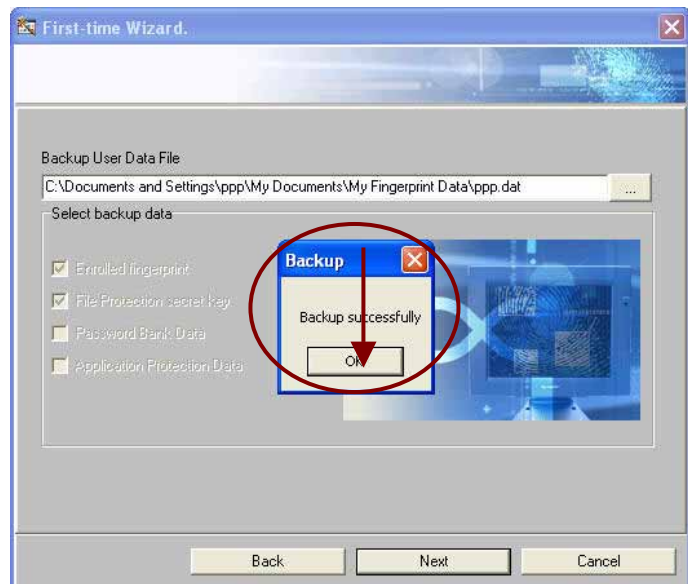 First-time Wizard.
Backup User Data File
C:\Documents and Settings\ppp\My Documents\My Fingerprint Data\ppp.dat
...
Select backup data
Enrolled fingerprint
File Protection secret key
Password Bank Data
Application Protection Data
Backup
Backup successfully
OK
Back
Next
Cancel